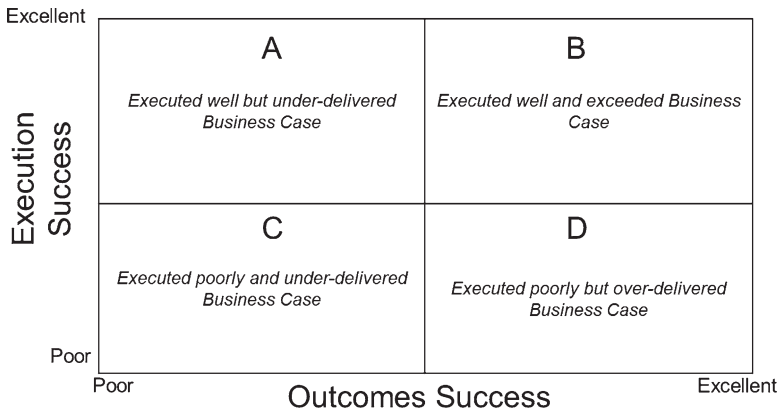 Excellent
A
Executed well but under-delivered
Business Case
B
Executed well and exceeded Business
Case
Execution
Success
C
Executed poorly and under-delivered
Business Case
D
Executed poorly but over-delivered
Business Case
Poor
Poor
Outcomes Success
Excellent